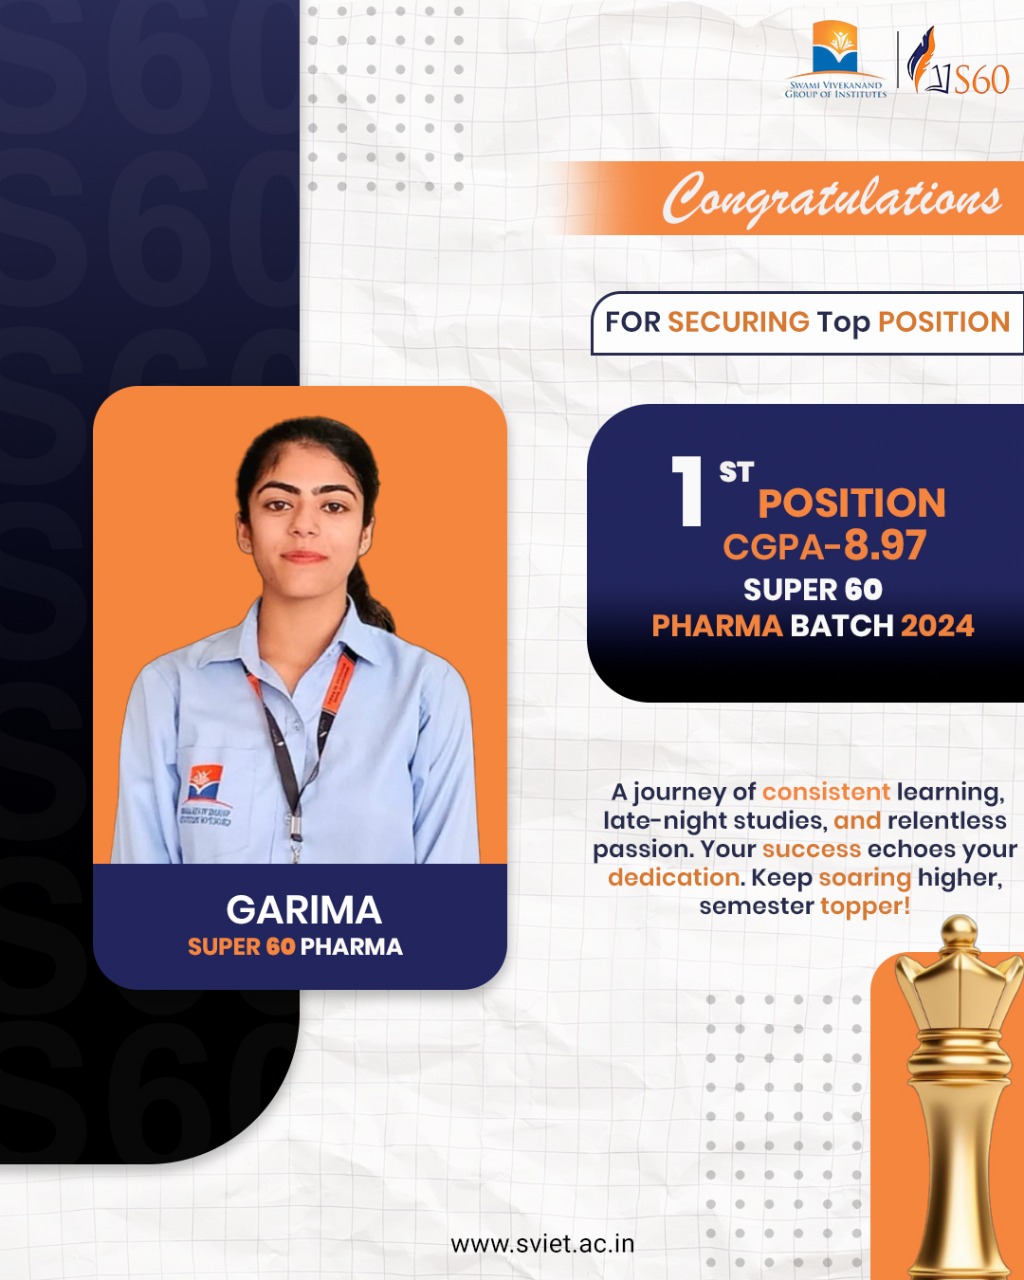 SWAMI VIVEKANAND
GROUP OF INSTITUTES
S60
Congratulations
FOR SECURING Top POSITION
1ST
POSITION
CGPA-8.97
SUPER 60
PHARMA BATCH 2024
GARIMA
SUPER 60 PHARMA
A journey of consistent learning,
late-night studies, and relentless
passion. Your success echoes your
dedication. Keep soaring higher,
semester topper!
www.sviet.ac.in